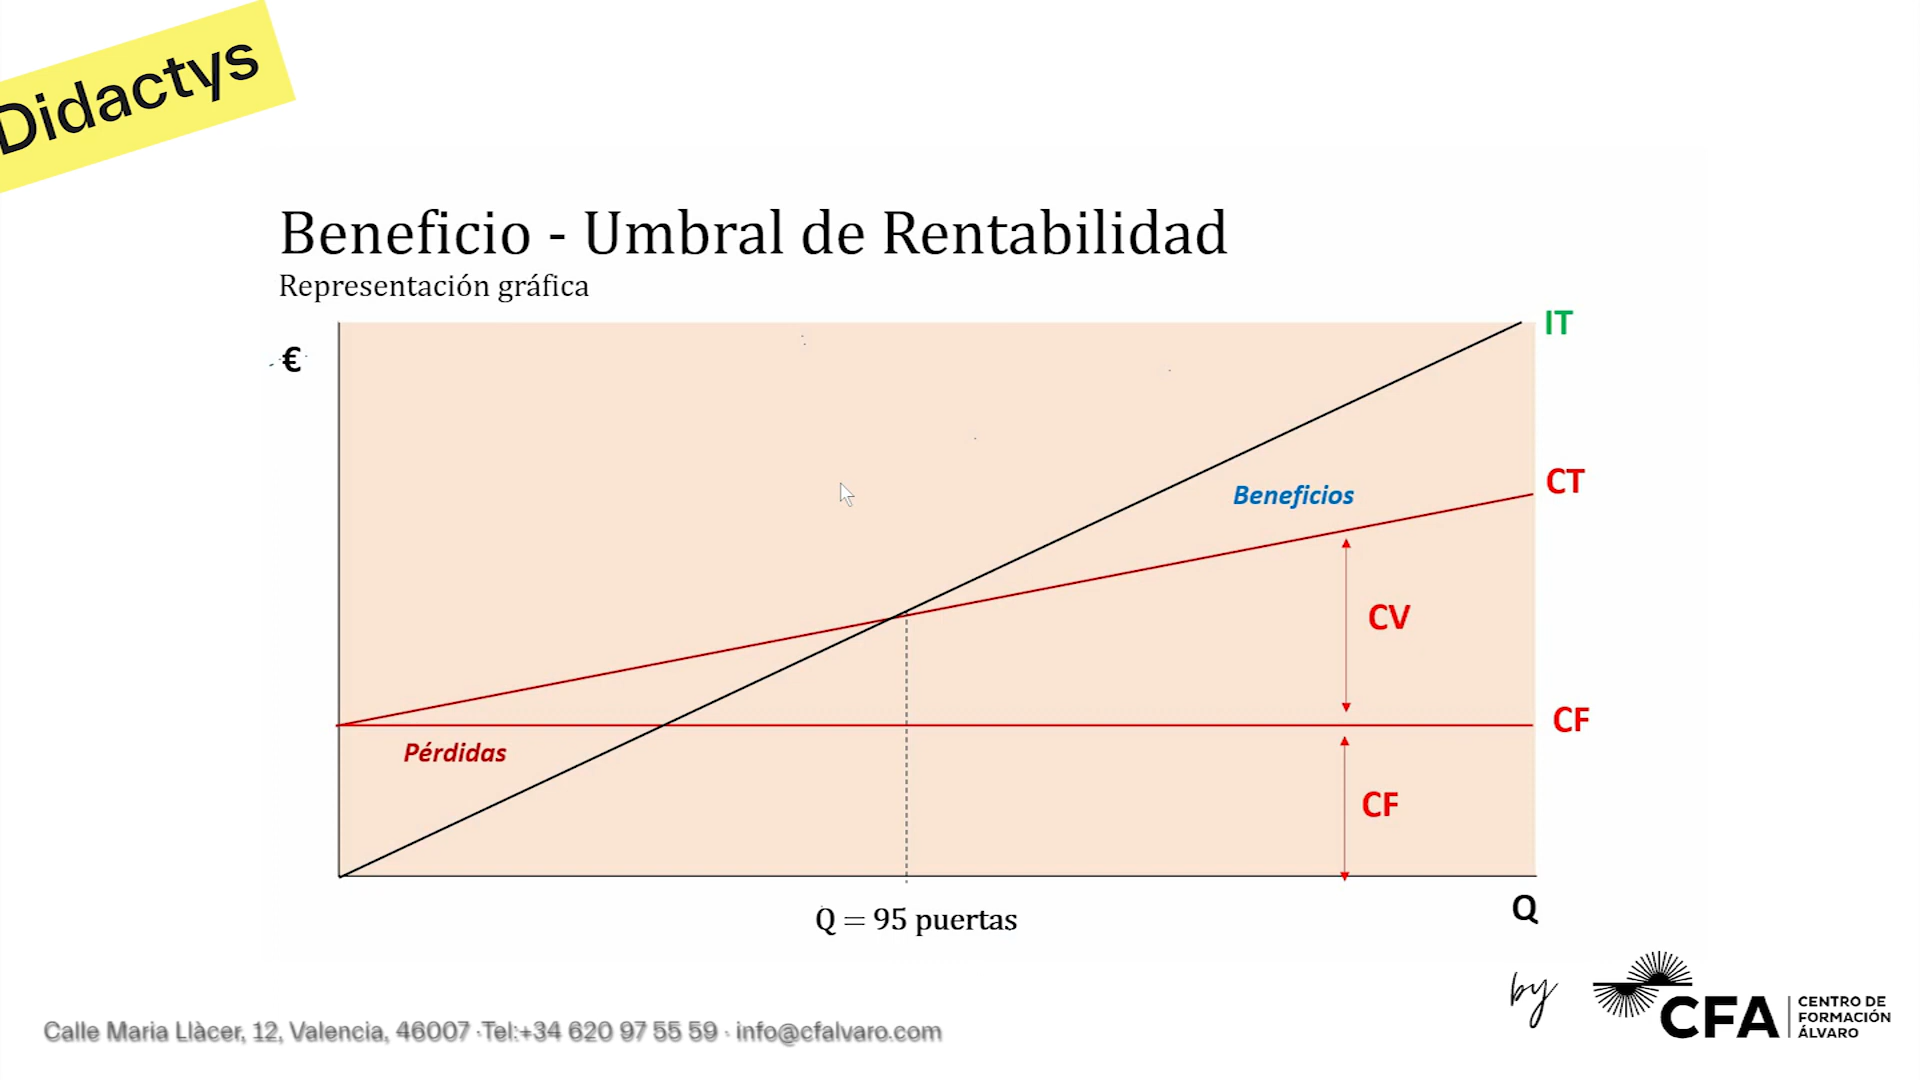 Didactys
Beneficio - Umbral de Rentabilidad
Representación gráfica
IT
€
CT
Beneficios
CV
CF
Pérdidas
CF
Q
Q = 95 puertas
by
CFA
CENTRO DE
FORMACIÓN
ÁLVARO
Calle Maria Llàcer, 12, Valencia, 46007 ·Tel:+34 620 97 55 59 · info@cfalvaro.com